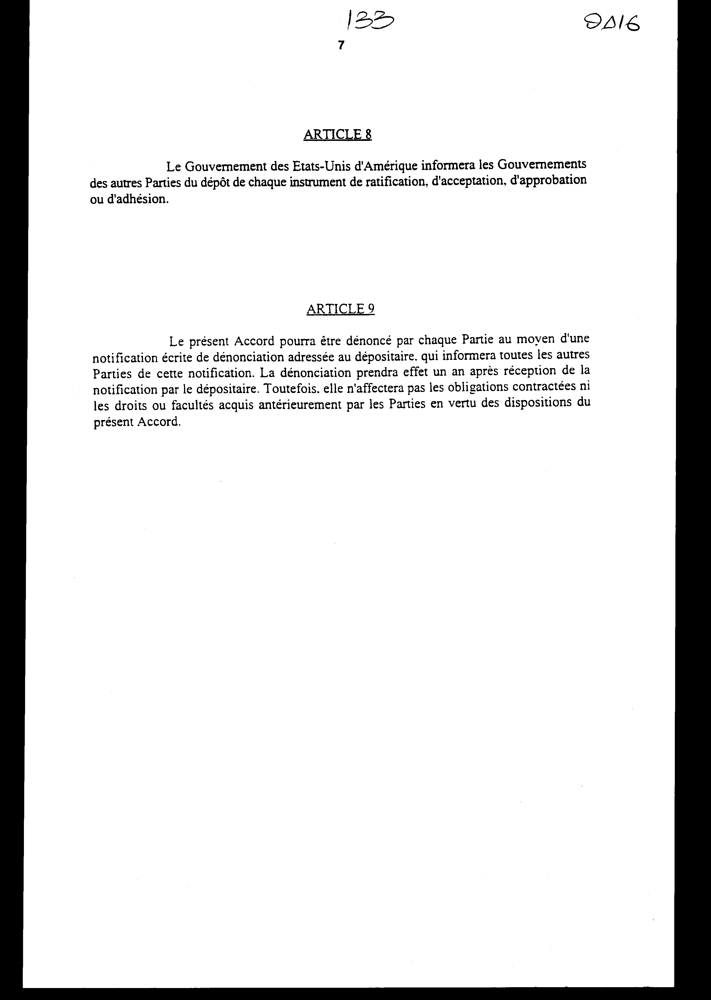 133
7
ARTICLE 8
Le Gouvernement des Etats-Unis d'Amérique informera les Gouvernements
des autres Parties du dépôt de chaque instrument de ratification, d'acceptation, d'approbation
ou d'adhésion.
ARTICLE 9
Le présent Accord pourra être dénoncé par chaque Partie au moyen d'une
notification écrite de dénonciation adressée au dépositaire, qui informera toutes les autres
Parties de cette notification. La dénonciation prendra effet un an après réception de la
notification par le dépositaire. Toutefois, elle n'affectera pas les obligations contractées ni
les droits ou facultés acquis antérieurement par les Parties en vertu des dispositions du
présent Accord.